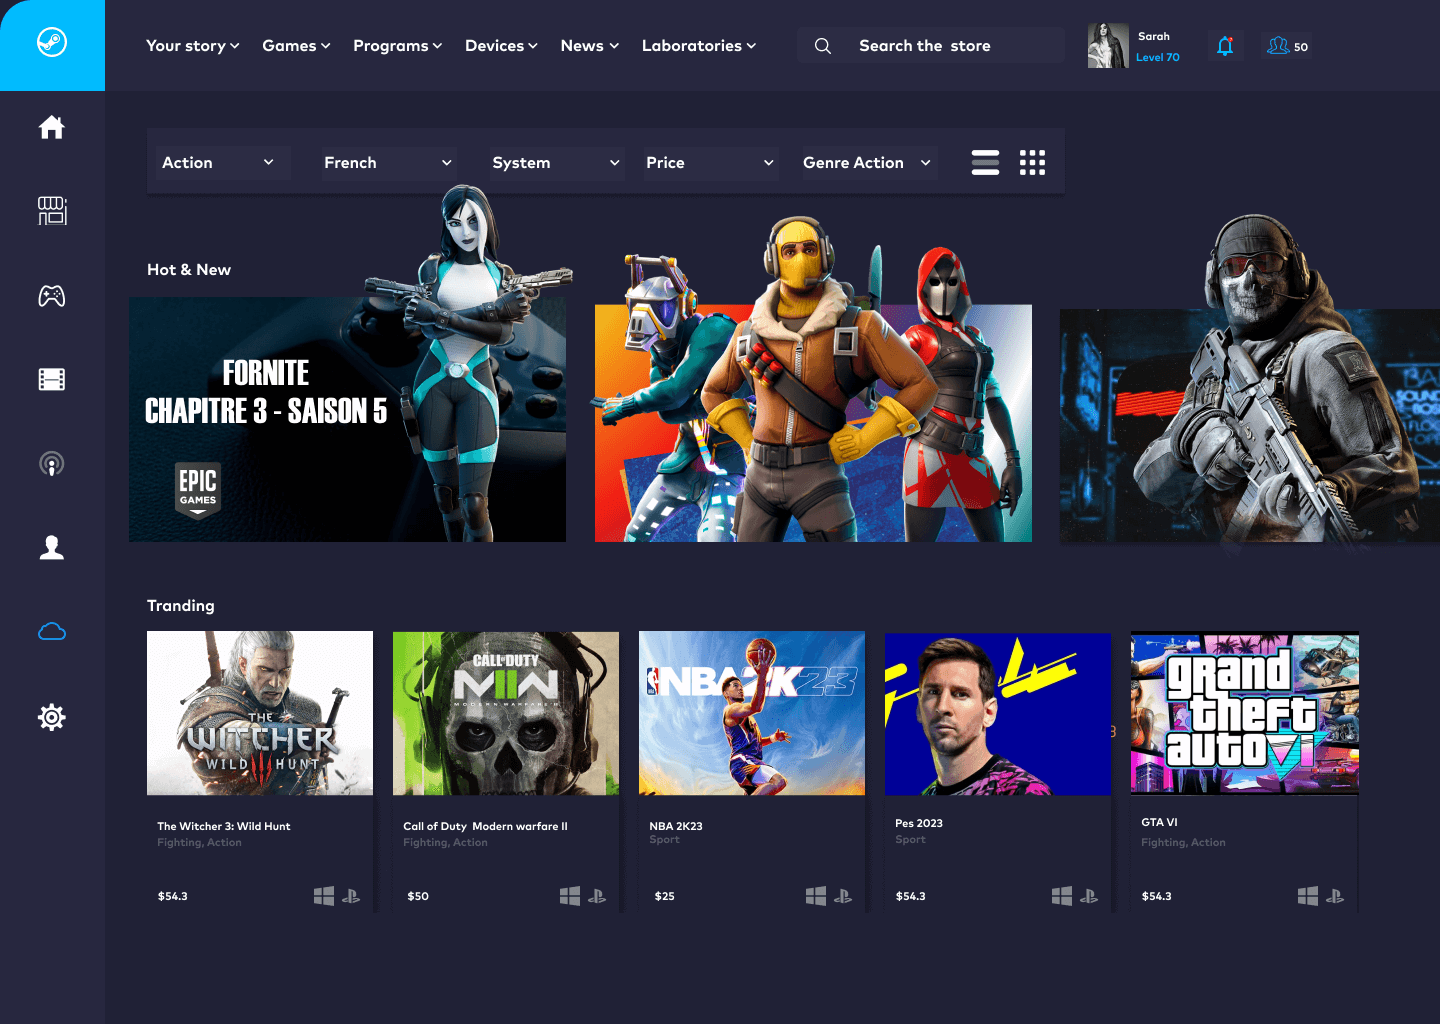 Your story Games Programs Devices News Laboratories Search the store
Sarah
Level 70
50
Action French System Price Genre Action
Hot & New
FORNITE
CHAPITRE 3 - SAISON 5
EPIC
GAMES
Tranding
THE
WITCHER
WILD HUNT
CALL OF DUTY
MWII
MODERN WARFARE II
NBA 2K23
grand
theft
auto VI
The Witcher 3: Wild Hunt
Fighting, Action
$54.3
Call of Duty Modern warfare II
Fighting, Action
$50
NBA 2K23
Sport
$25
Pes 2023
Sport
$54.3
GTA VI
Fighting, Action
$54.3